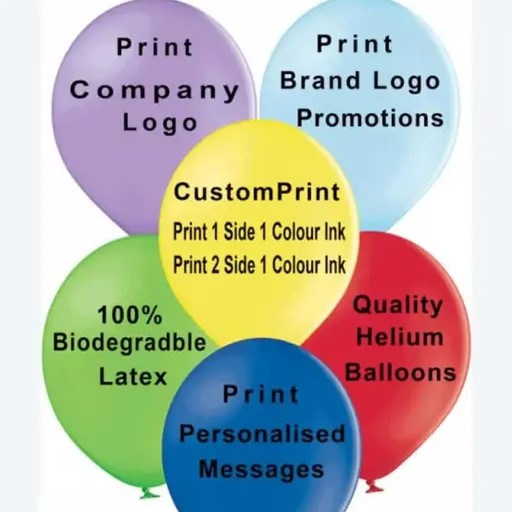 Print
Company
Logo
Print
Brand Logo
Promotions
CustomPrint
Print 1 Side 1 Colour Ink
Print 2 Side 1 Colour Ink
100%
Biodegradble
Latex
Quality
Helium
Balloons
Print
Personalised
Messages